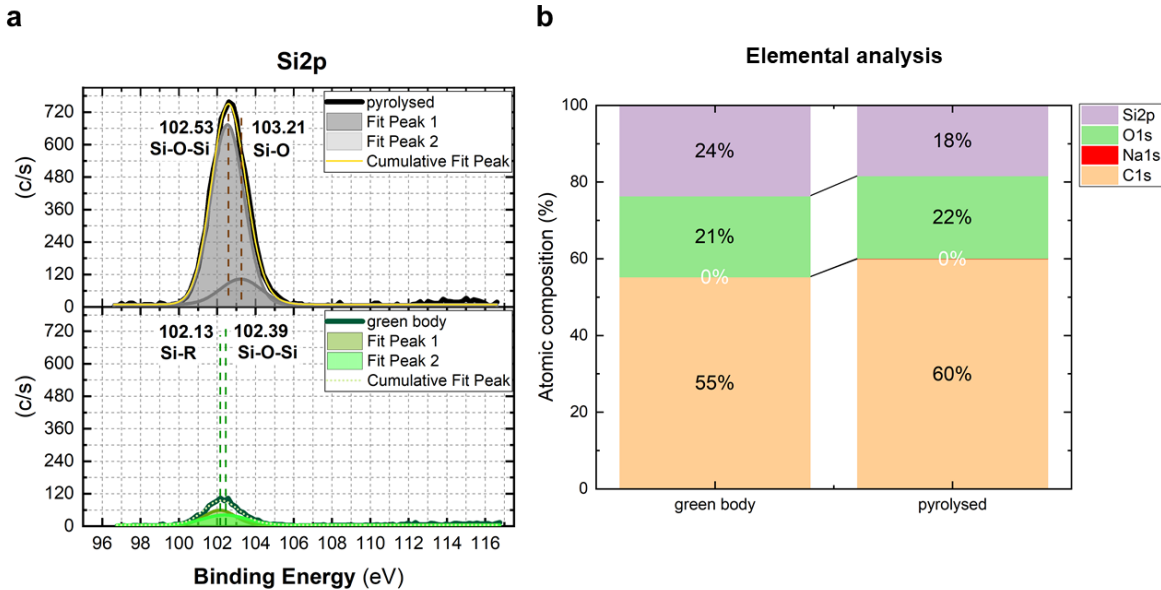 a
Si2p
720
600
480
360
240
120
0
(c/s)
102.53
Si-O-Si
103.21
Si-O
pyrolysed
Fit Peak 1
Fit Peak 2
Cumulative Fit Peak
720
600
480
360
240
120
0
(c/s)
102.13
Si-R
102.39
Si-O-Si
green body
Fit Peak 1
Fit Peak 2
Cumulative Fit Peak
96 98 100 102 104 106 108 110 112 114 116
Binding Energy (eV)
b
Elemental analysis
100
80
60
40
20
0
Atomic composition (%)
24%
21%
0%
55%
18%
22%
0%
60%
green body
pyrolysed
Si2p
O1s
Na1s
C1s